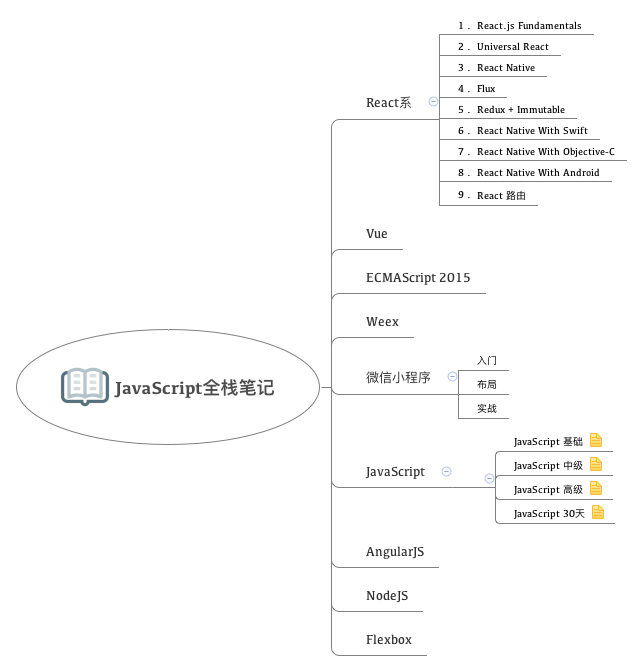 JavaScript全栈笔记
React系
1. React.js Fundamentals
2. Universal React
3. React Native
4. Flux
5. Redux + Immutable
6. React Native With Swift
7. React Native With Objective-C
8. React Native With Android
9. React 路由
Vue
ECMAScript 2015
Weex
微信小程序
入门
布局
实战
JavaScript
JavaScript 基础
JavaScript 中级
JavaScript 高级
JavaScript 30天
AngularJS
NodeJS
Flexbox